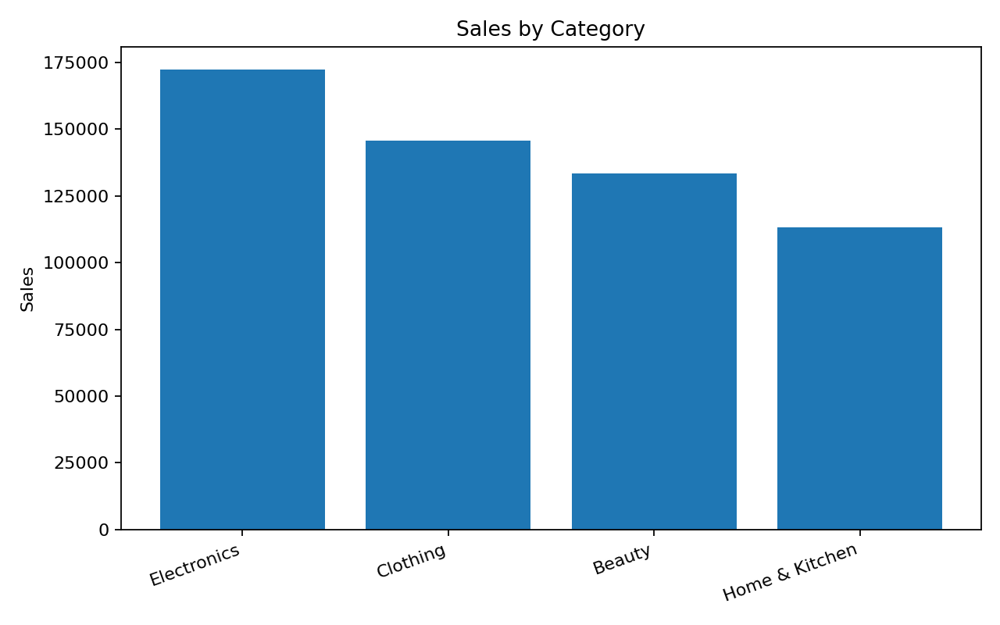 Sales by Category
175000
150000
125000
100000
75000
50000
25000
0
Sales
Electronics
Clothing
Beauty
Home & Kitchen